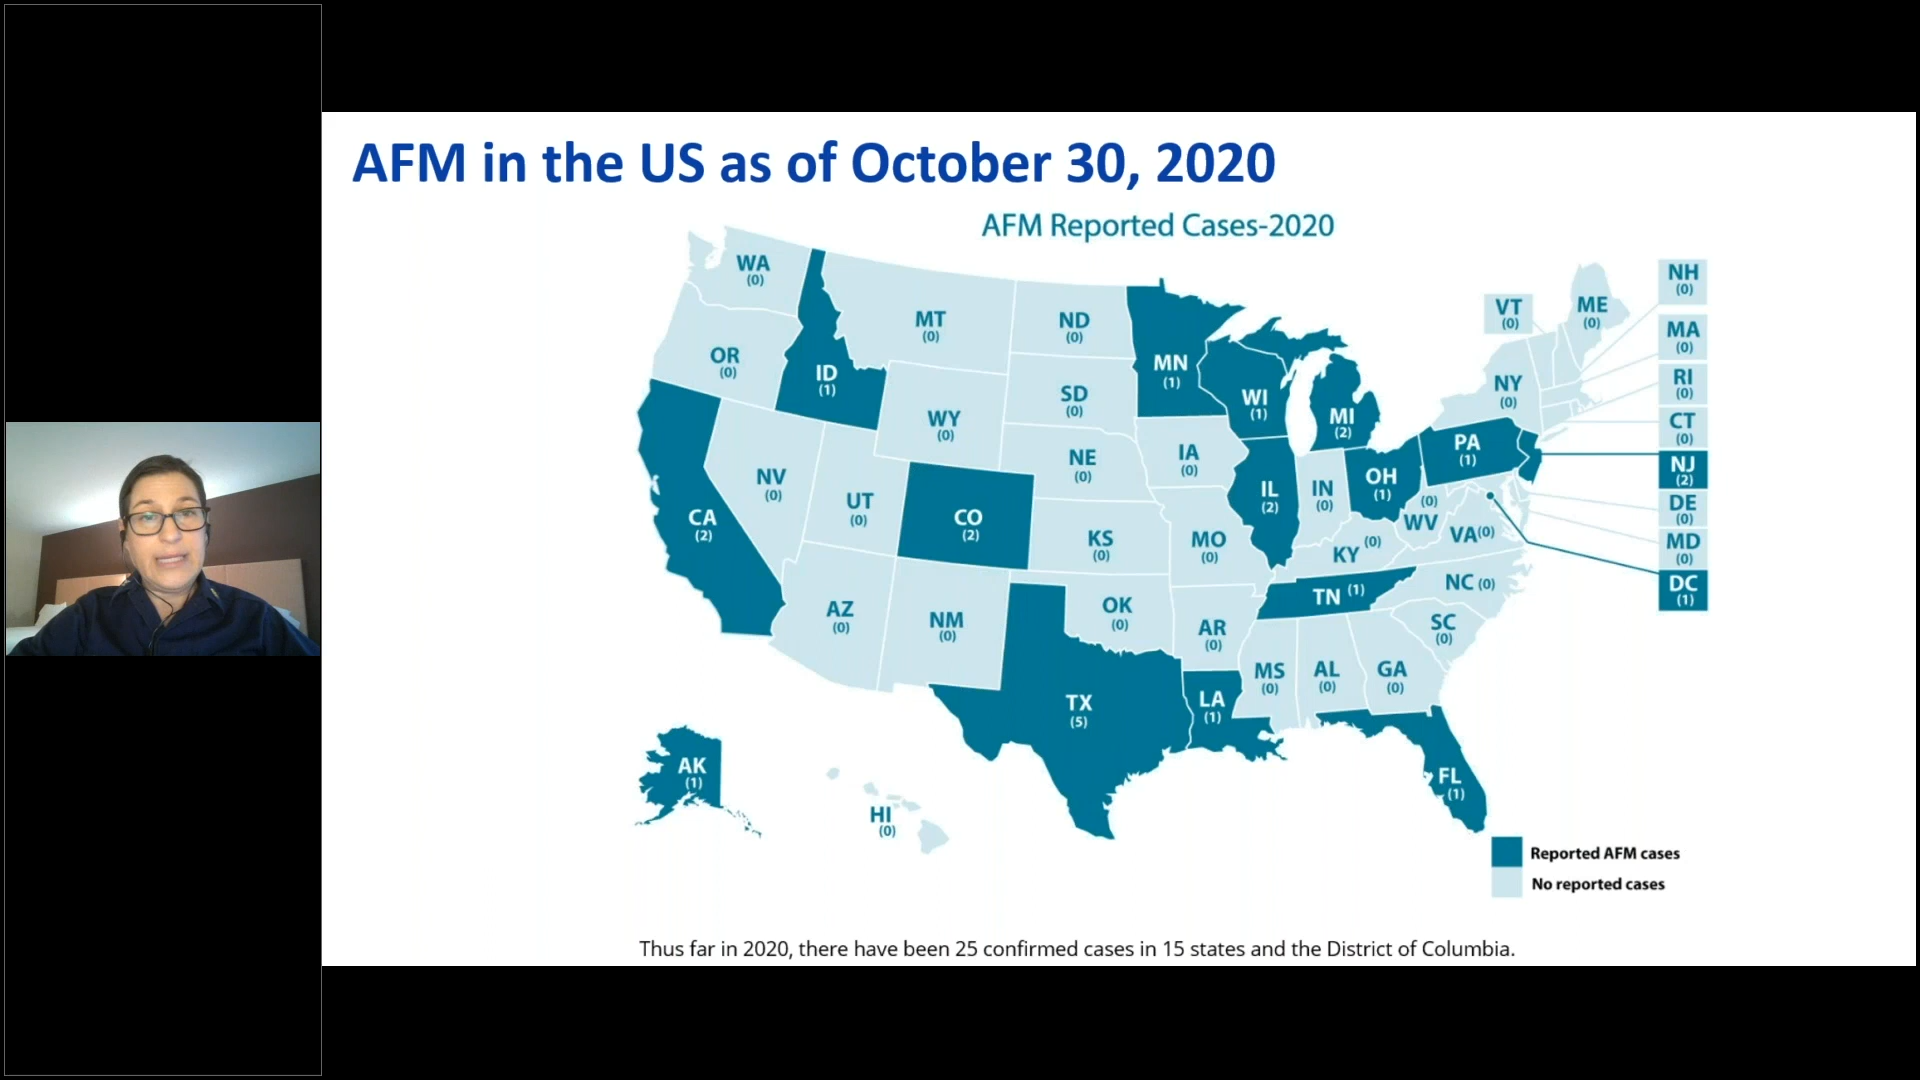 AFM in the US as of October 30, 2020
AFM Reported Cases-2020
WA
(0)
OR
(0)
ID
(1)
MT
(0)
ND
(0)
MN
(1)
WI
(1)
MI
(2)
VT
(0)
ME
(0)
NH
(0)
MA
(0)
RI
(0)
CT
(0)
NJ
(2)
DE
(0)
MD
(0)
DC
(1)
NY
(0)
PA
(1)
SD
(0)
WY
(0)
NE
(0)
IA
(0)
IL
(2)
IN
(0)
OH
(1)
(0)
WV
VA(0)
CA
(2)
NV
(0)
UT
(0)
CO
(2)
KS
(0)
MO
(0)
KY (0)
TN (1)
NC (0)
SC
(0)
AZ
(0)
NM
(0)
OK
(0)
AR
(0)
MS
(0)
AL
(0)
GA
(0)
TX
(5)
LA
(1)
FL
(1)
AK
(1)
HI
(0)
Reported AFM cases
No reported cases
Thus far in 2020, there have been 25 confirmed cases in 15 states and the District of Columbia.